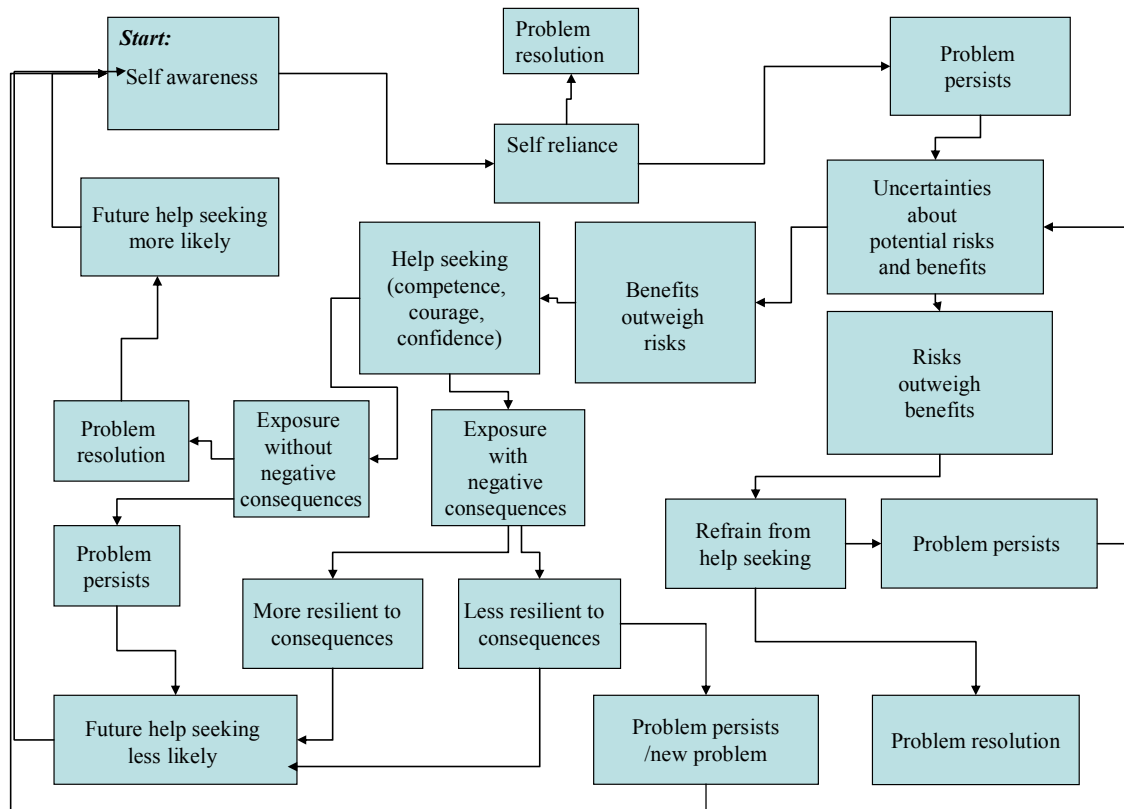 Start:
Self awareness
Problem
resolution
Problem
persists
Self reliance
Uncertainties
about
potential risks
and benefits
Future help seeking
more likely
Help seeking
(competence,
courage,
confidence)
Benefits
outweigh
risks
Risks
outweigh
benefits
Problem
resolution
Exposure
without
negative
consequences
Exposure
with
negative
consequences
Refrain from
help seeking
Problem persists
Problem
persists
More resilient to
consequences
Less resilient to
consequences
Future help seeking
less likely
Problem persists
/new problem
Problem resolution